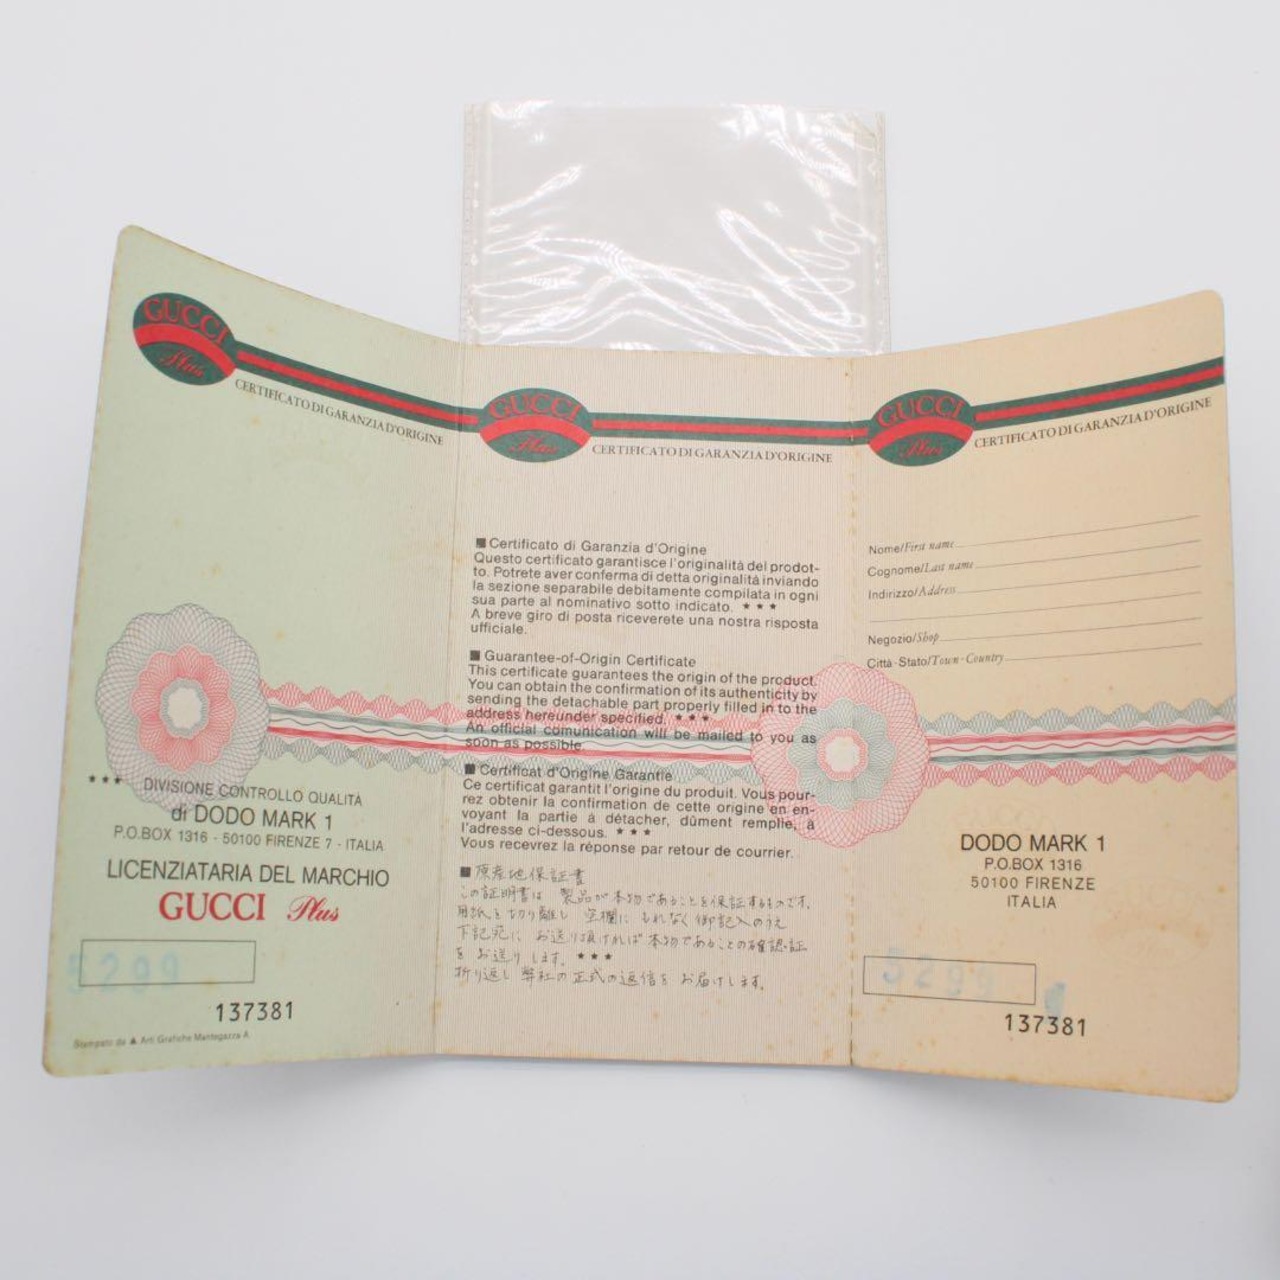 GUCCI
Plus
CERTIFICATO DI GARANZIA D'ORIGINE
*** DIVISIONE CONTROLLO QUALITÀ
di DODO MARK 1
P.O.BOX 1316 - 50100 FIRENZE 7 - ITALIA
LICENZIATARIA DEL MARCHIO
GUCCI Plus
5299
137381
Stampato da ▲ Arti Grafiche Mantegazza A.
GUCCI
Plus
CERTIFICATO DI GARANZIA D'ORIGINE
■ Certificato di Garanzia d'Origine
Questo certificato garantisce l'originalità del prodot-
to. Potrete aver conferma di detta originalità inviando
la sezione separabile debitamente compilata in ogni
sua parte al nominativo sotto indicato. ***
A breve giro di posta riceverete una nostra risposta
ufficiale.
■ Guarantee-of-Origin Certificate
This certificate guarantees the origin of the product.
You can obtain the confirmation of its authenticity by
sending the detachable part properly filled in to the
address hereunder specified. ***
An official comunication will be mailed to you as
soon as possible.
■ Certificat d'Origine Garantie
Ce certificat garantit l'origine du produit. Vous pour-
rez obtenir la confirmation de cette origine en en-
voyant la partie à détacher, dûment remplie, à
l'adresse ci-dessous. ***
Vous recevrez la réponse par retour de courrier.
■ 原産地保証書
この証明書は 製品が本物であることを保証するものです.
用紙を切り離し 空欄に もれなく御記入のうえ
下記宛に お送り頂ければ本物であることの確認証
を お送り します. ***
折り返し 弊社の正式の返信を お届けします.
GUCCI
Plus
CERTIFICATO DI GARANZIA D'ORIGINE
Nome/First name
Cognome/Last name
Indirizzo/Address
Negozio/Shop
Città-Stato/Town-Country
DODO MARK 1
P.O.BOX 1316
50100 FIRENZE
ITALIA
5299
137381